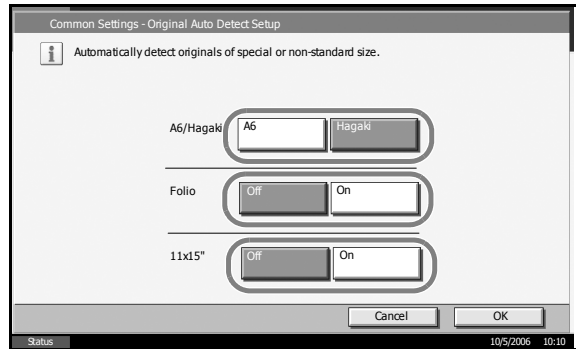 Common Settings - Original Auto Detect Setup
Automatically detect originals of special or non-standard size.
A6/Hagaki A6 Hagaki
Folio Off On
11x15" Off On
Cancel OK
Status 10/5/2006 10:10